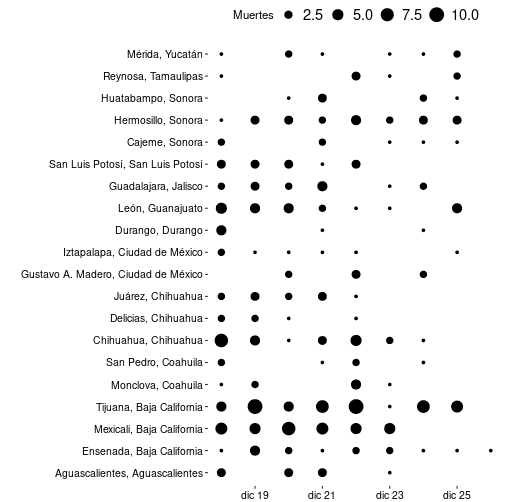 Muertes 2.5 5.0 7.5 10.0
Mérida, Yucatán
Reynosa, Tamaulipas
Huatabampo, Sonora
Hermosillo, Sonora
Cajeme, Sonora
San Luis Potosí, San Luis Potosí
Guadalajara, Jalisco
León, Guanajuato
Durango, Durango
Iztapalapa, Ciudad de México
Gustavo A. Madero, Ciudad de México
Juárez, Chihuahua
Delicias, Chihuahua
Chihuahua, Chihuahua
San Pedro, Coahuila
Monclova, Coahuila
Tijuana, Baja California
Mexicali, Baja California
Ensenada, Baja California
Aguascalientes, Aguascalientes
dic 19 dic 21 dic 23 dic 25